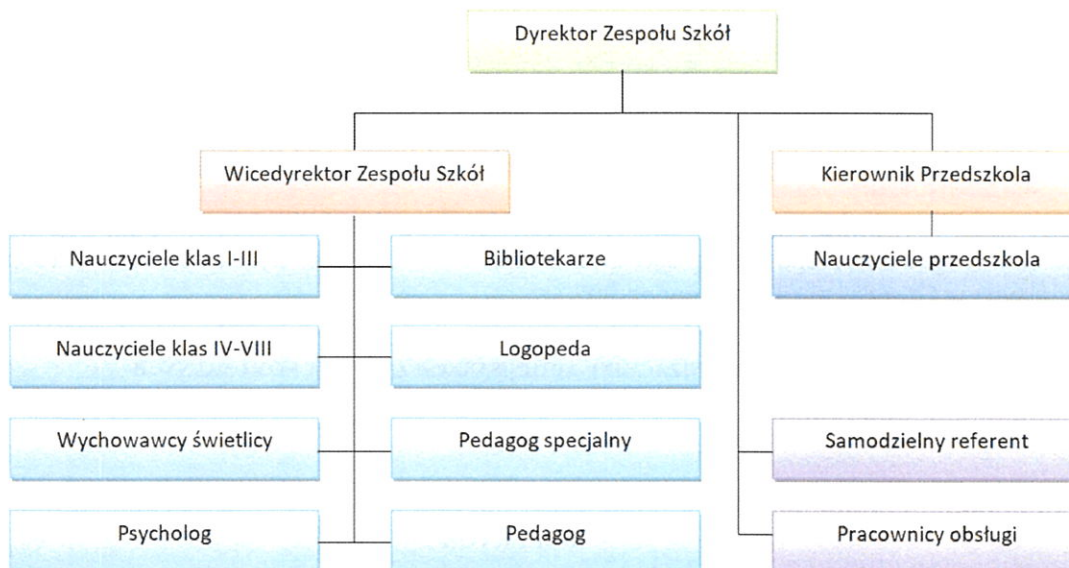 Dyrektor Zespołu Szkół
Wicedyrektor Zespołu Szkół
Kierownik Przedszkola
Nauczyciele klas I-III
Bibliotekarze
Nauczyciele przedszkola
Nauczyciele klas IV-VIII
Logopeda
Wychowawcy świetlicy
Pedagog specjalny
Samodzielny referent
Psycholog
Pedagog
Pracownicy obsługi